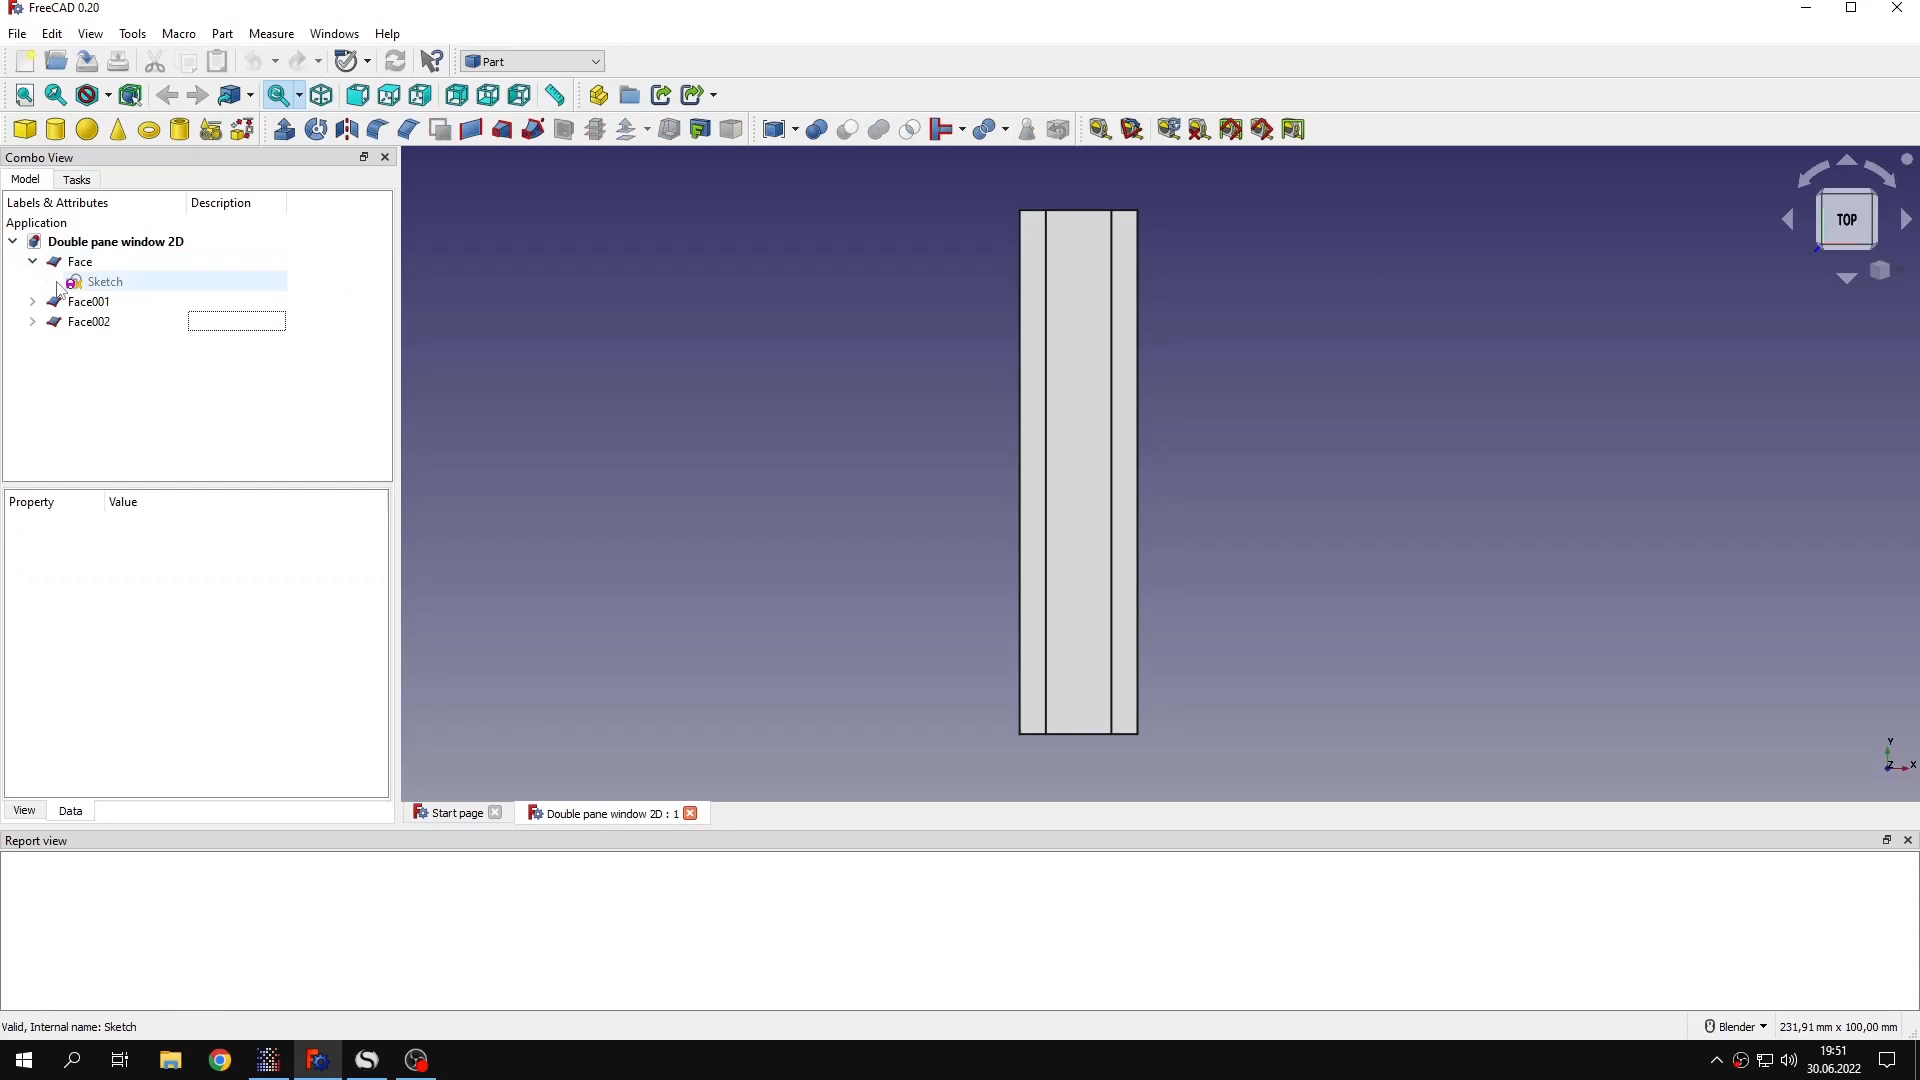 FreeCAD 0.20
File Edit View Tools Macro Part Measure Windows Help
Part
Combo View
Model Tasks
Labels & Attributes Description
Application
Double pane window 2D
Face
Sketch
Face001
Face002
TOP
Property Value
Y
Z X
View Data
Start page Double pane window 2D : 1
Report view
Valid, Internal name: Sketch
Blender 231,91 mm x 100,00 mm
19:51
30.06.2022